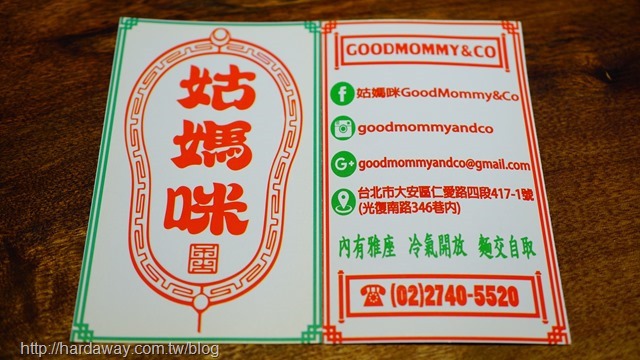 姑
媽
咪
GOODMOMMY&CO
姑媽咪GoodMommy&Co
goodmommyandco
goodmommyandco@gmail.com
台北市大安區仁愛路四段417-1號
(光復南路346巷內)
內有雅座 冷氣開放 麵交自取
(02)2740-5520
http://hardaway.com.tw/blog